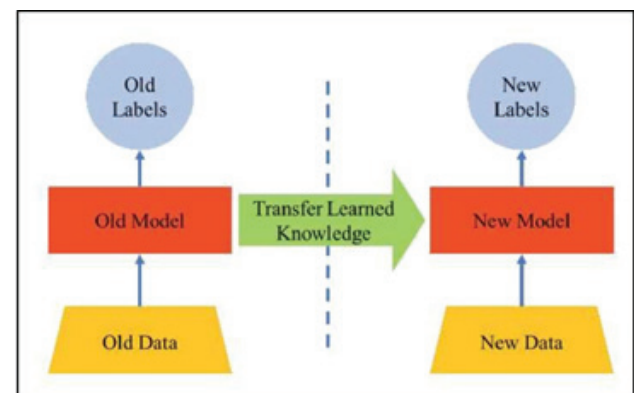 Old
Labels
New
Labels
Old Model
Transfer Learned
Knowledge
New Model
Old Data
New Data